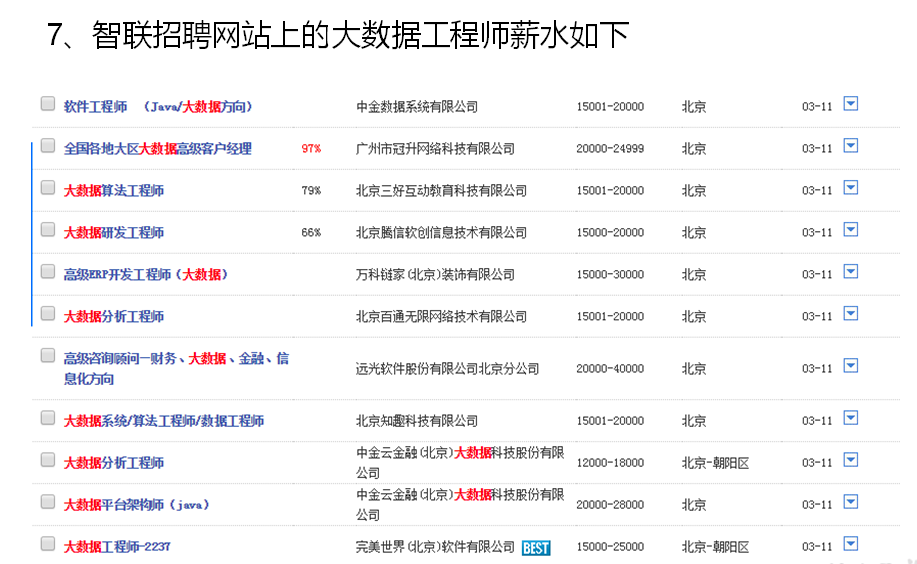 7、智联招聘网站上的大数据工程师薪水如下
软件工程师 （Java/大数据方向） 中金数据系统有限公司 15001-20000 北京 03-11
全国各地大区大数据高级客户经理 97% 广州市冠升网络科技有限公司 20000-24999 北京 03-11
大数据算法工程师 79% 北京三好互动教育科技有限公司 15001-20000 北京 03-11
大数据研发工程师 66% 北京腾信软创信息技术有限公司 15000-20000 北京 03-11
高级ERP开发工程师（大数据） 万科链家(北京)装饰有限公司 15000-30000 北京 03-11
大数据分析工程师 北京百通无限网络技术有限公司 15001-20000 北京 03-11
高级咨询顾问—财务、大数据、金融、信
息化方向 远光软件股份有限公司北京分公司 20000-40000 北京 03-11
大数据系统/算法工程师/数据工程师 北京知趣科技有限公司 15001-20000 北京 03-11
大数据分析工程师 中金云金融(北京)大数据科技股份有限
公司 12000-18000 北京-朝阳区 03-11
大数据平台架构师（java） 中金云金融(北京)大数据科技股份有限
公司 20000-28000 北京 03-11
大数据工程师-2237 完美世界(北京)软件有限公司 BEST 15000-25000 北京-朝阳区 03-11